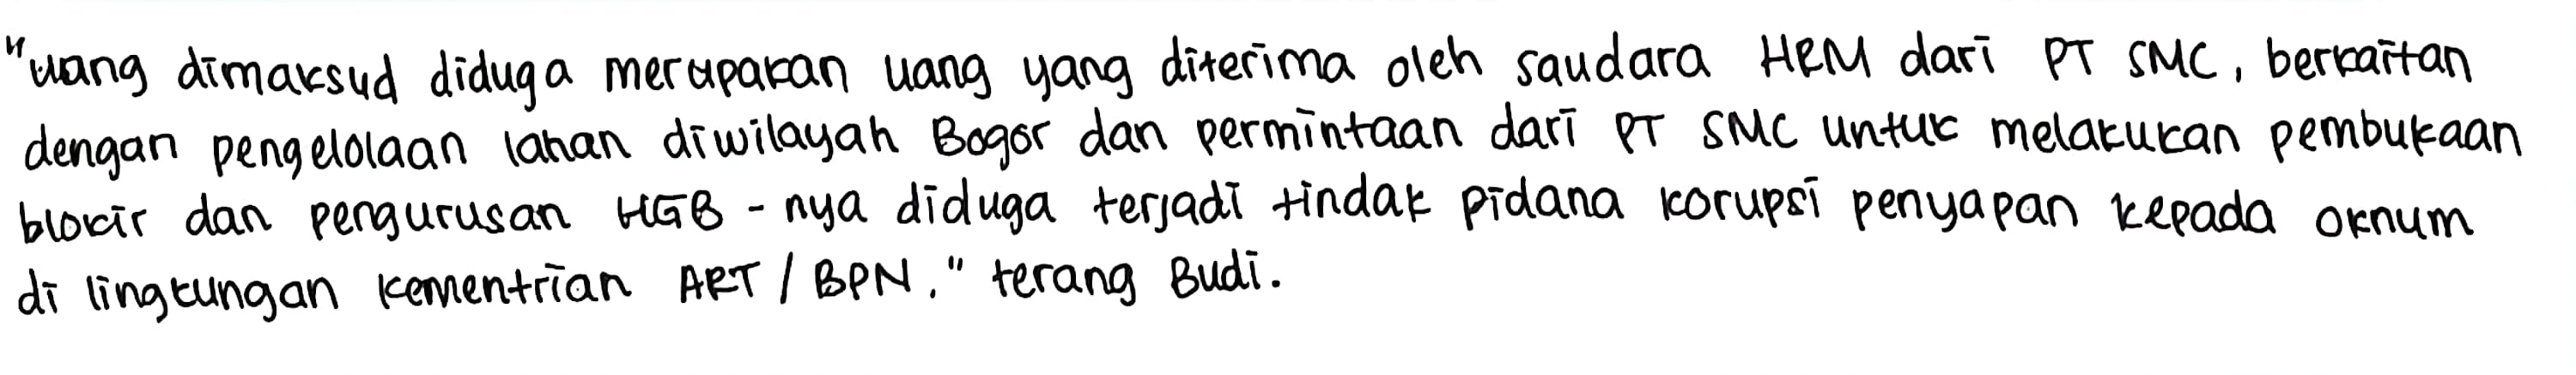 "uang dimaksud diduga merupakan uang yang diterima oleh saudara HRM dari PT SMC, berkaitan
dengan pengelolaan lahan diwilayah Bogor dan permintaan dari PT SMC untuk melakukan pembukaan
blokir dan pengurusan HGB - nya diduga terjadi tindak pidana korupsi penyapan kepada oknum
di lingkungan kementrian ART / BPN," terang Budi.